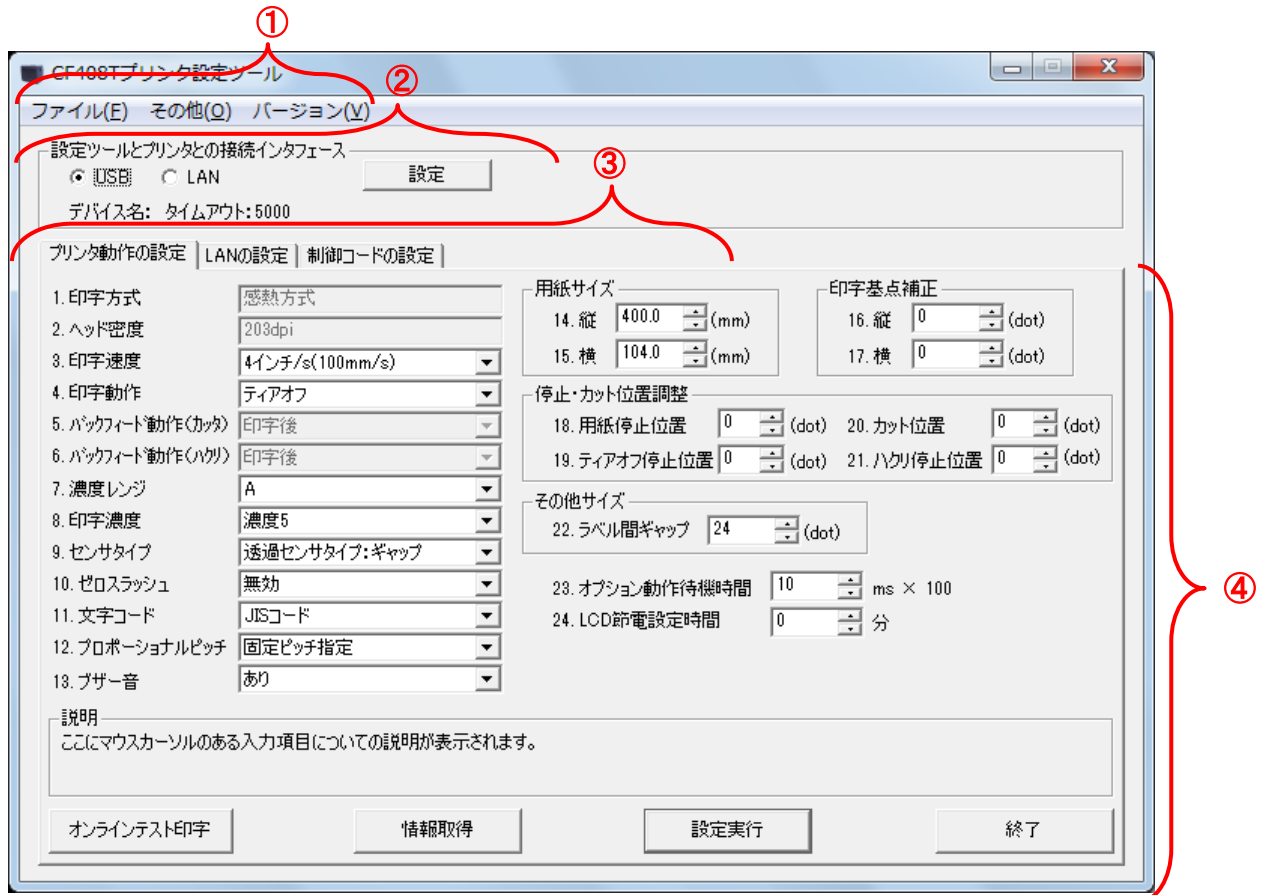 ①
CF408Tプリンタ設定ツール
②
ファイル(F) その他(O) バージョン(V)
設定ツールとプリンタとの接続インタフェース
USB LAN 設定
③
デバイス名: タイムアウト:5000
プリンタ動作の設定 LANの設定 制御コードの設定
1.印字方式 感熱方式
2.ヘッド密度 203dpi
3.印字速度 4インチ/s(100mm/s)
4.印字動作 ティアオフ
5.バックフィード動作(カッタ) 印字後
6.バックフィード動作(ハクリ) 印字後
7.濃度レンジ A
8.印字濃度 濃度5
9.センサタイプ 透過センサタイプ:ギャップ
10.ゼロスラッシュ 無効
11.文字コード JISコード
12.プロポーショナルピッチ 固定ピッチ指定
13.ブザー音 あり
用紙サイズ
14.縦 400.0 (mm)
15.横 104.0 (mm)
印字基点補正
16.縦 0 (dot)
17.横 0 (dot)
停止・カット位置調整
18.用紙停止位置 0 (dot) 20.カット位置 0 (dot)
19.ティアオフ停止位置 0 (dot) 21.ハクリ停止位置 0 (dot)
その他サイズ
22.ラベル間ギャップ 24 (dot)
23.オプション動作待機時間 10 ms × 100
24.LCD節電設定時間 0 分
④
説明
ここにマウスカーソルのある入力項目についての説明が表示されます。
オンラインテスト印字 情報取得 設定実行 終了